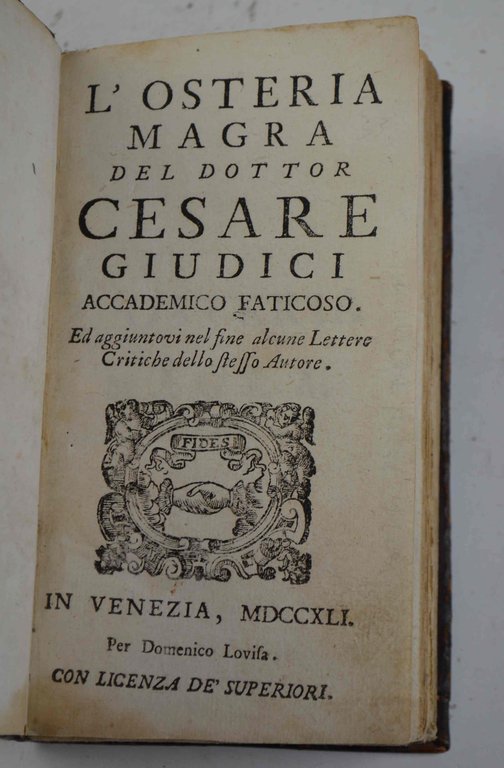 L' OSTERIA
MAGRA
DEL DOTTOR
CESARE
GIUDICI
ACCADEMICO FATICOSO.
Ed aggiuntovi nel fine alcune Lettere
Critiche dello steſſo Autore.
FIDES
IN VENEZIA, MDCCXLI.
Per Domenico Loviſa.
CON LICENZA DE' SUPERIORI.